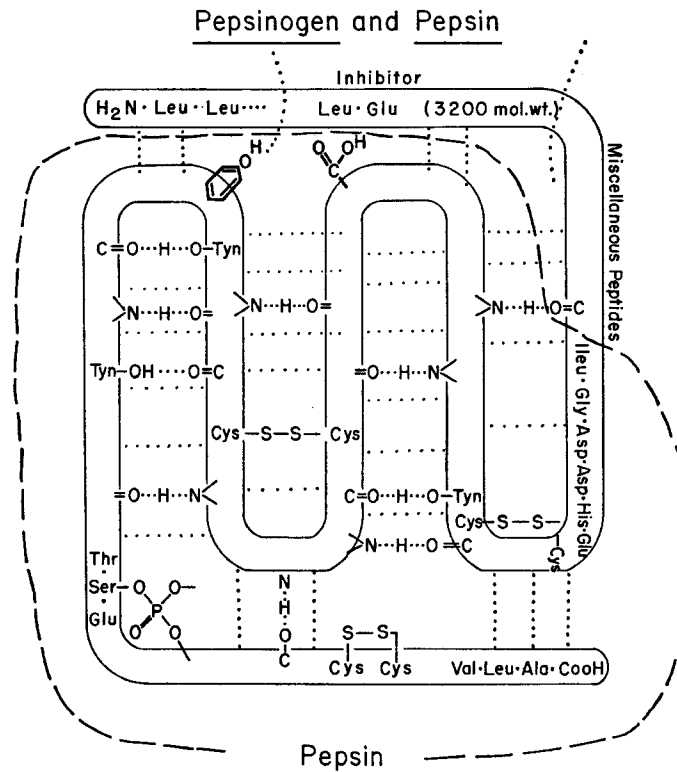 Pepsinogen and Pepsin
Inhibitor
H2N · Leu ·· Leu ····
Leu · Glu
(3200 mol.wt.)
Miscellaneous Peptides
O H
O O H
C
C=O···H···O–Tyn
N···H···O=
N···H···O=
N···H···O=C
Tyn–OH···O=C
=O···H···N
Ileu · Gly · Asp · Asp · His · Glu
Cys–S–S–Cys
=O···H···N
C=O···H···O–Tyn
Cys–S–S–
Cys
N···H···O=C
Thr
Ser–O O–
P
Glu O O
N
H
O
C
S–S
Cys Cys
Val·Leu·Ala·CooH
Pepsin